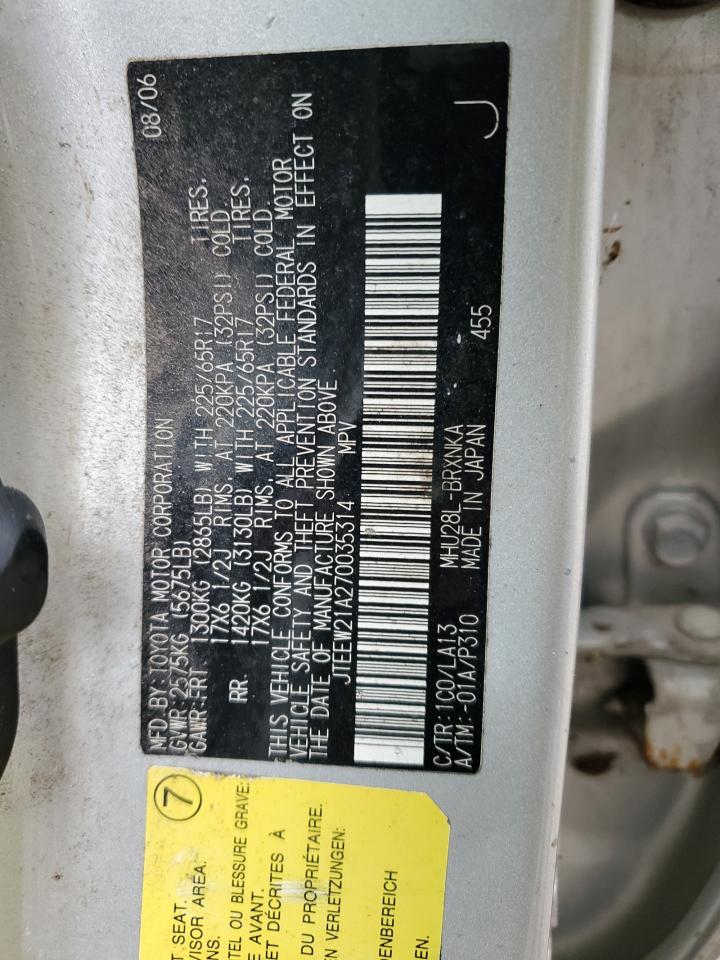 MFD.BY:TOYOTA MOTOR CORPORATION 08/06
GVWR:2575KG (5675LB)
GAWR:FRT 1300KG (2865LB) WITH 225/65R17 TIRES.
17X6 1/2J RIMS, AT 220KPA (32PSI) COLD.
RR. 1420KG (3130LB) WITH 225/65R17 TIRES.
17X6 1/2J RIMS, AT 220KPA (32PSI) COLD.
THIS VEHICLE CONFORMS TO ALL APPLICABLE FEDERAL MOTOR
VEHICLE SAFETY AND THEFT PREVENTION STANDARDS IN EFFECT ON
THE DATE OF MANUFACTURE SHOWN ABOVE.
JTEEW21A270035314 MPV
C/TR:100/LA13 MHU28L-BRXNKA
A/TM:-01A/P310 MADE IN JAPAN 455 J
7
T SEAT.
VISOR AREA.
NS.
TEL OU BLESSURE GRAVE:
E AVANT.
ET DÉCRITES À
DU PROPRIÉTAIRE.
EN VERLETZUNGEN:
DENBEREICH
EN.